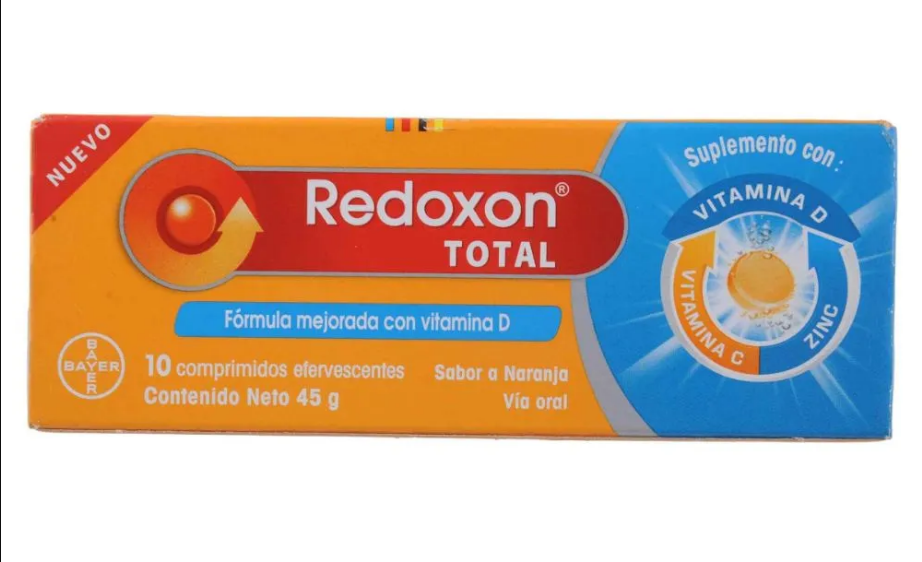 NUEVO
Redoxon®
TOTAL
Fórmula mejorada con vitamina D
BAYER
BAYER
10 comprimidos efervescentes
Contenido Neto 45 g
Sabor a Naranja
Vía oral
Suplemento con:
VITAMINA D
VITAMINA C
ZINC